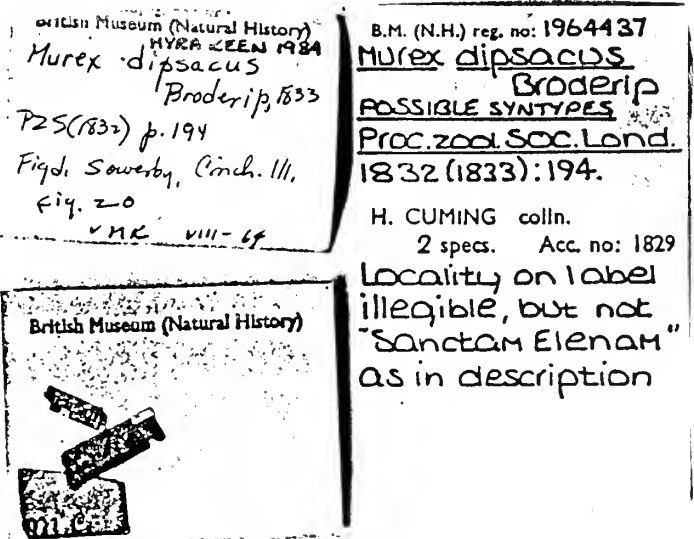 British Museum (Natural History)
MYRA KEEN 1984
Murex dipsacus
Broderip, 1833
PZS (1832) p. 194
Figd. Sowerby, Conch. Ill.
Fig. 20
MK VIII-64
British Museum (Natural History)
B.M. (N.H.) reg. no: 1964437
Murex dipsacus
Broderip
POSSIBLE SYNTYPES
Proc. zool. Soc. Lond.
1832 (1833): 194.
H. CUMING colln.
2 specs. Acc. no: 1829
Locality on label
illegible, but not
"Sanctam Elenam"
as in description